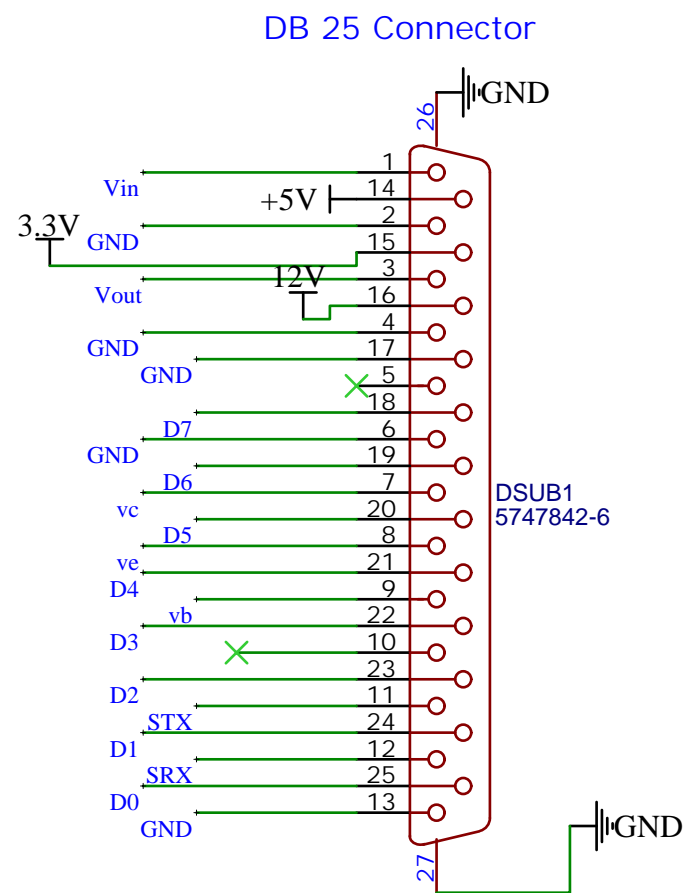 DB 25 Connector
26
GND
1
Vin
14
+5V
2
3.3V
GND
15
3
12V
Vout
16
4
GND
17
GND
5
18
D7
6
GND
19
D6
7
vc
20
D5
8
ve
21
D4
9
vb
22
D3
10
23
D2
11
STX
24
D1
12
SRX
25
D0
13
GND
DSUB1
5747842-6
27
GND